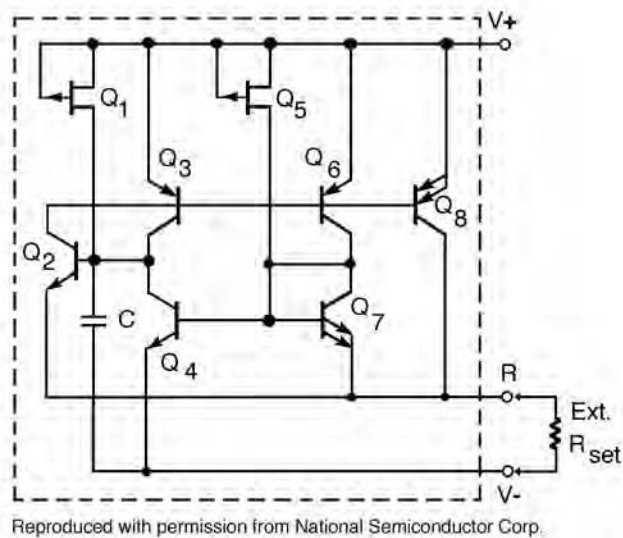 V+
Q1
Q5
Q3
Q6
Q8
Q2
C
Q7
Q4
R
Ext.
Rset
V-
Reproduced with permission from National Semiconductor Corp.